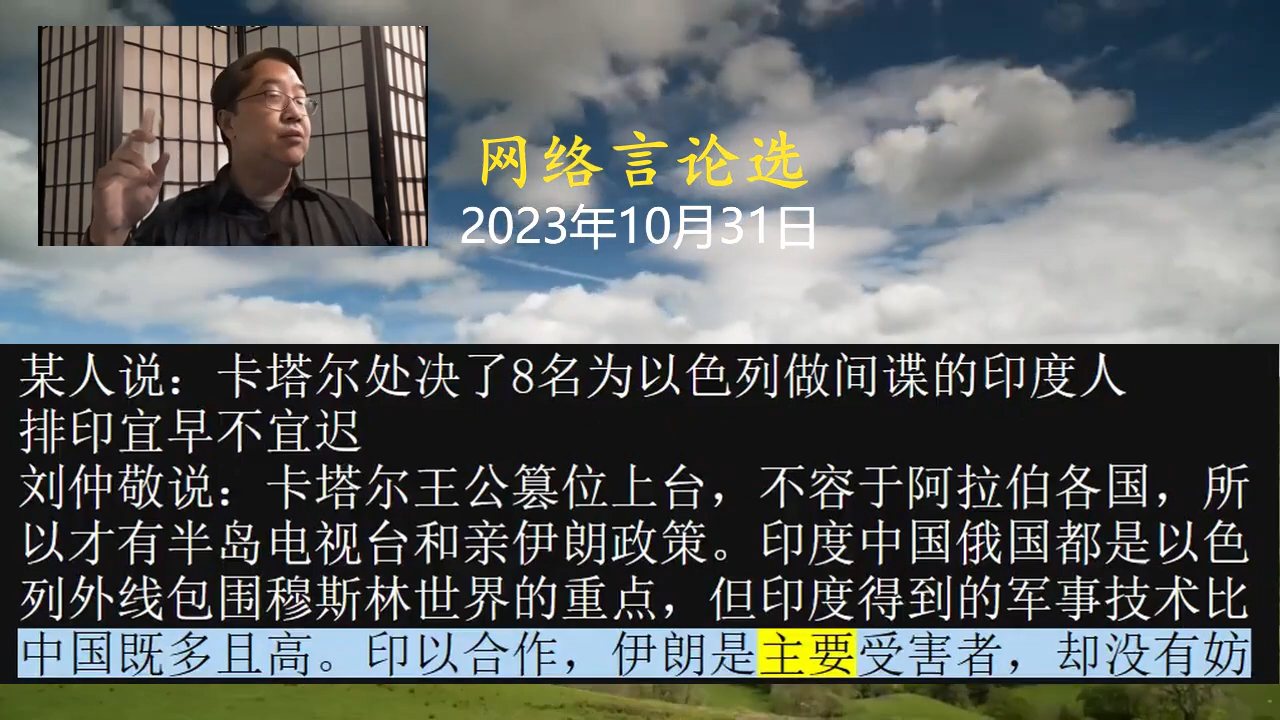 网络言论选
2023年10月31日
某人说：卡塔尔处决了8名为以色列做间谍的印度人
排印宜早不宜迟
刘仲敬说：卡塔尔王公篡位上台，不容于阿拉伯各国，所
以才有半岛电视台和亲伊朗政策。印度中国俄国都是以色
列外线包围穆斯林世界的重点，但印度得到的军事技术比
中国既多且高。印以合作，伊朗是主要受害者，却没有妨